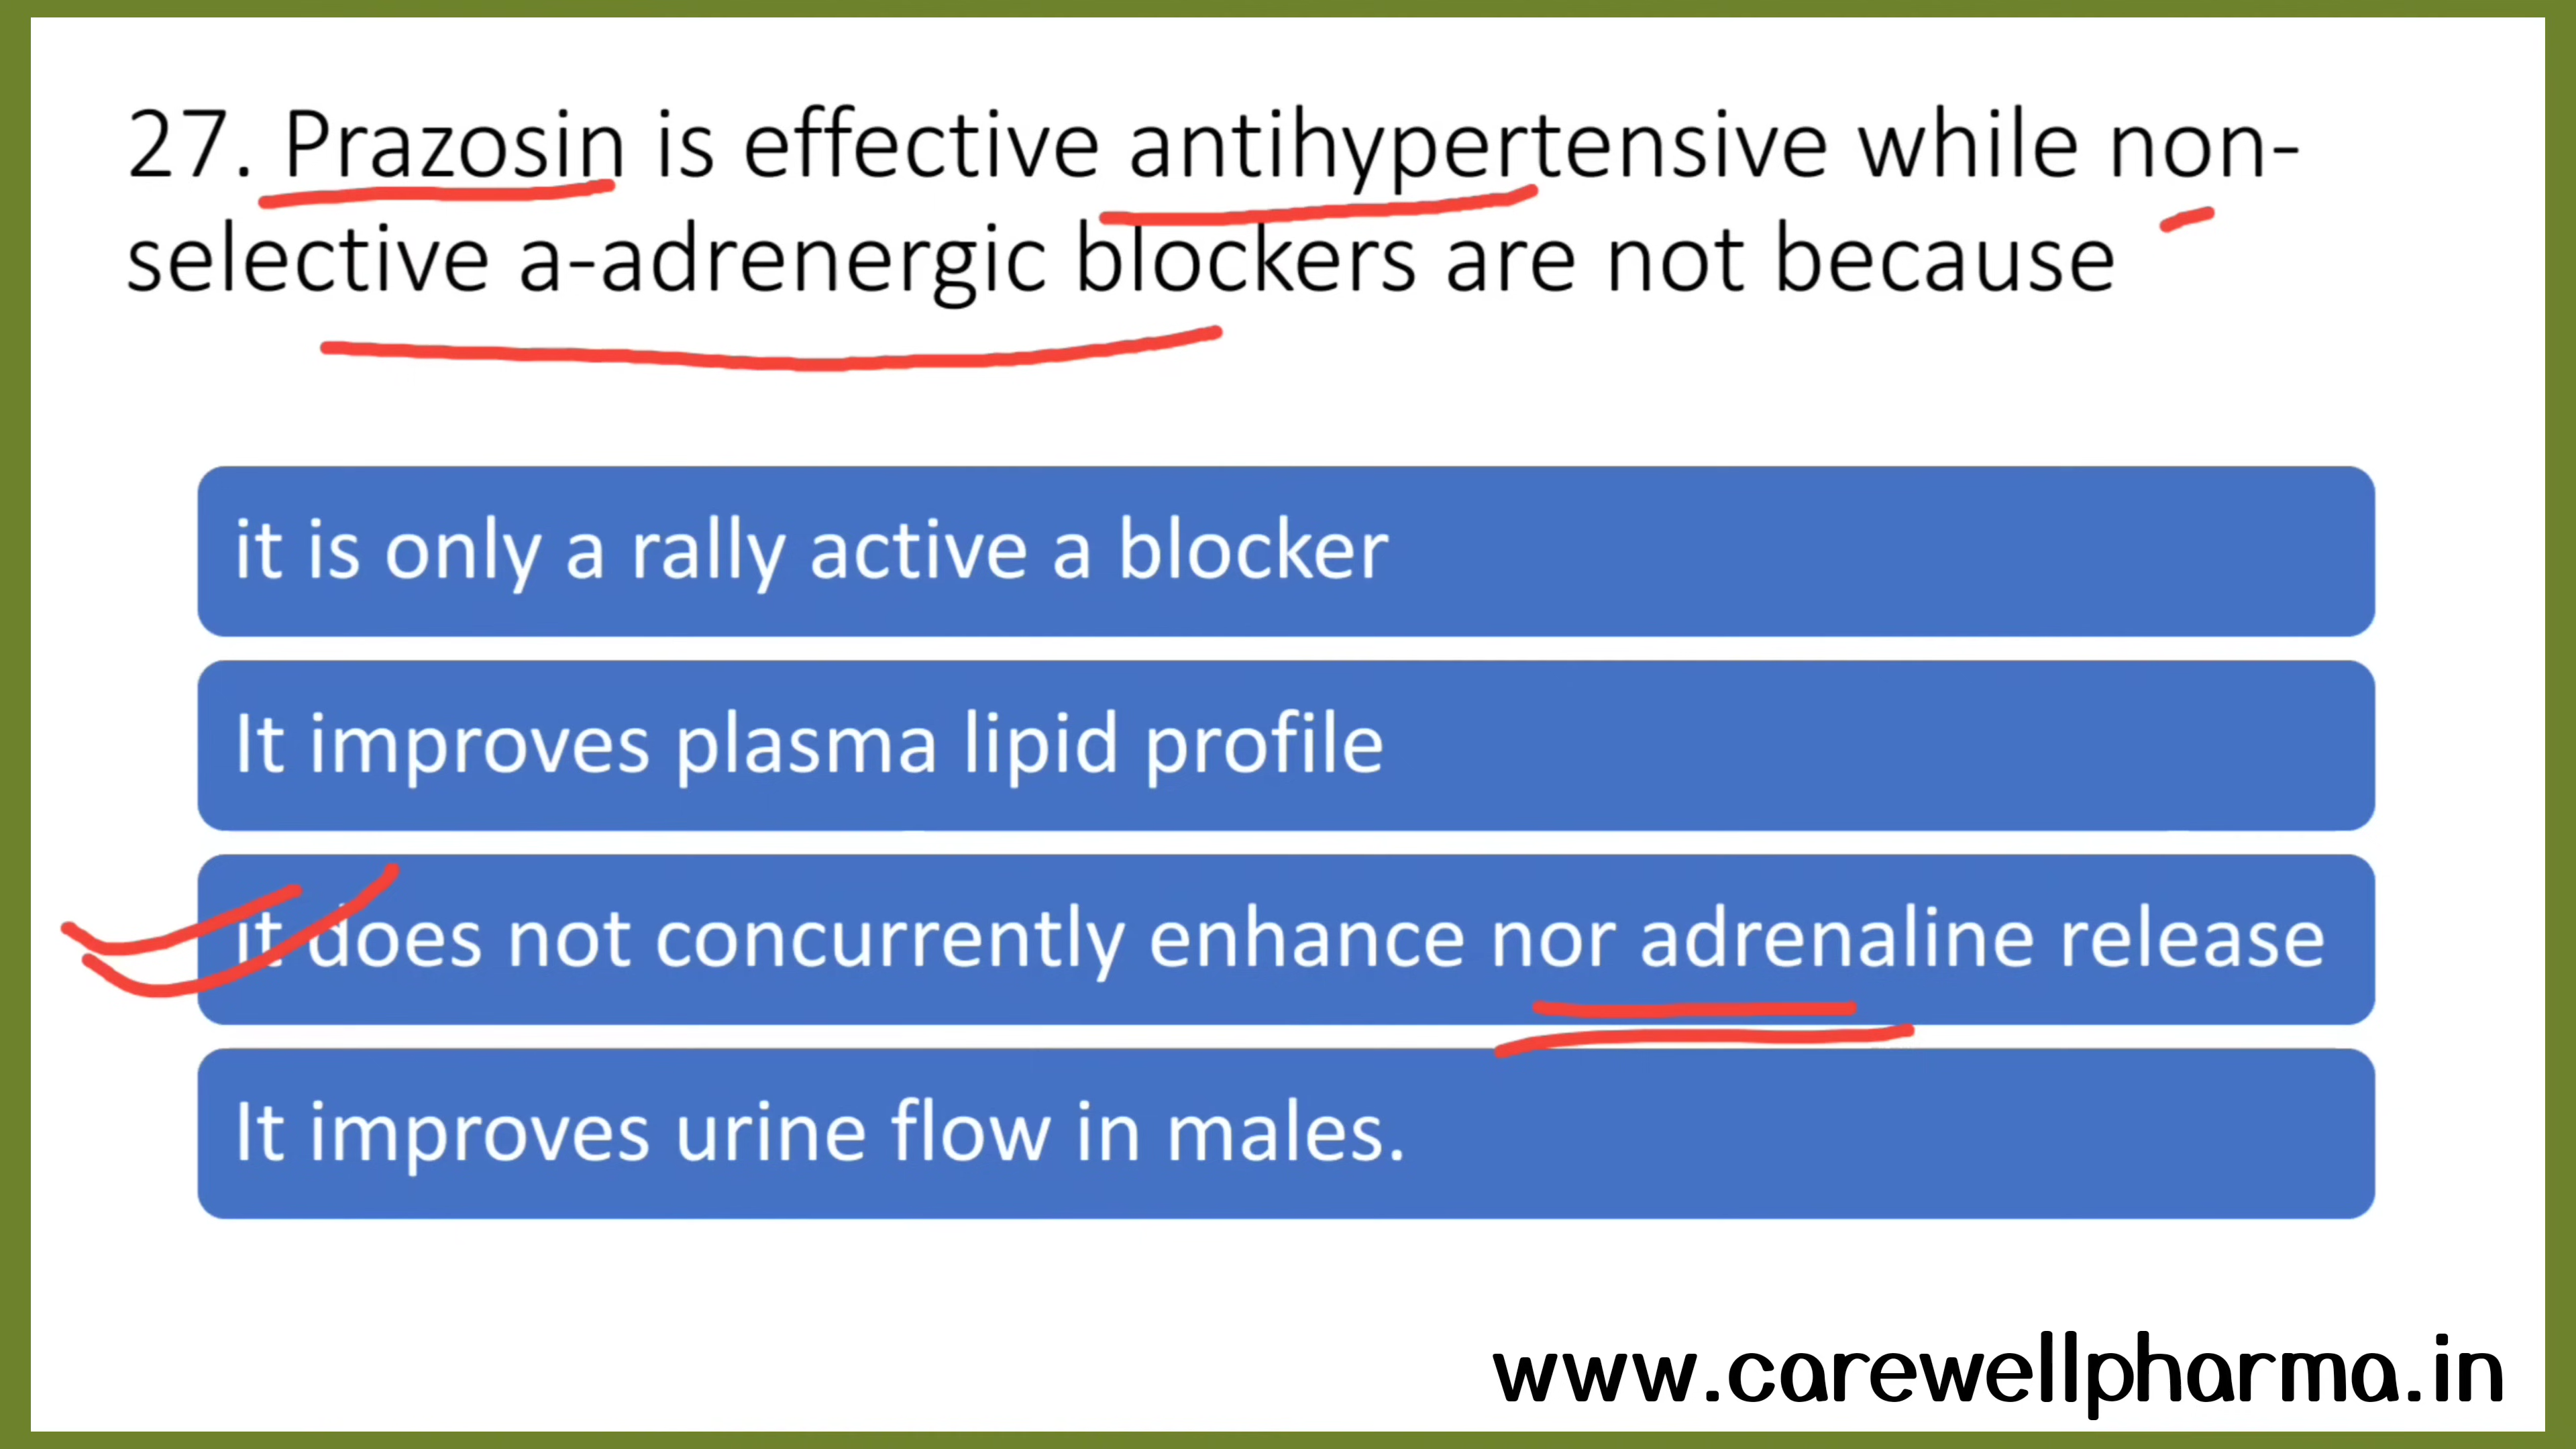 27. Prazosin is effective antihypertensive while non-
selective a-adrenergic blockers are not because
it is only a rally active a blocker
It improves plasma lipid profile
it does not concurrently enhance nor adrenaline release
It improves urine flow in males.
www.carewellpharma.in